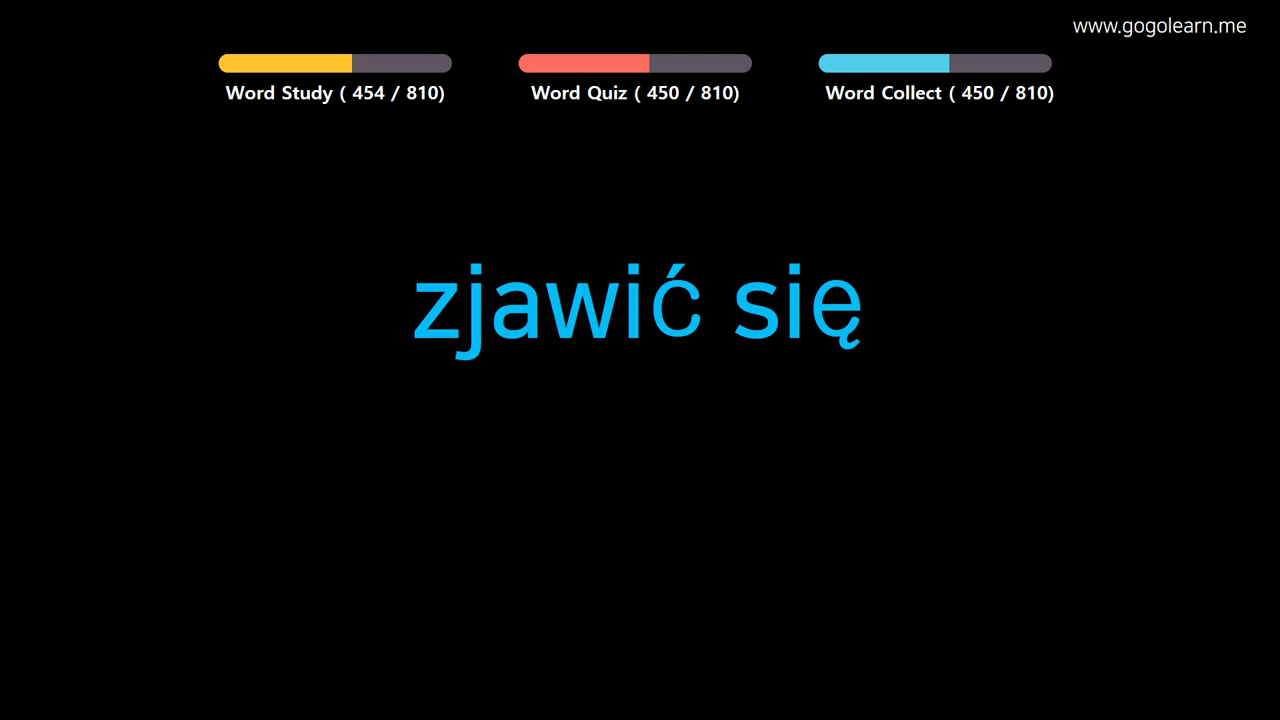 www.gogolearn.me
Word Study ( 454 / 810)
Word Quiz ( 450 / 810)
Word Collect ( 450 / 810)
zjawić się